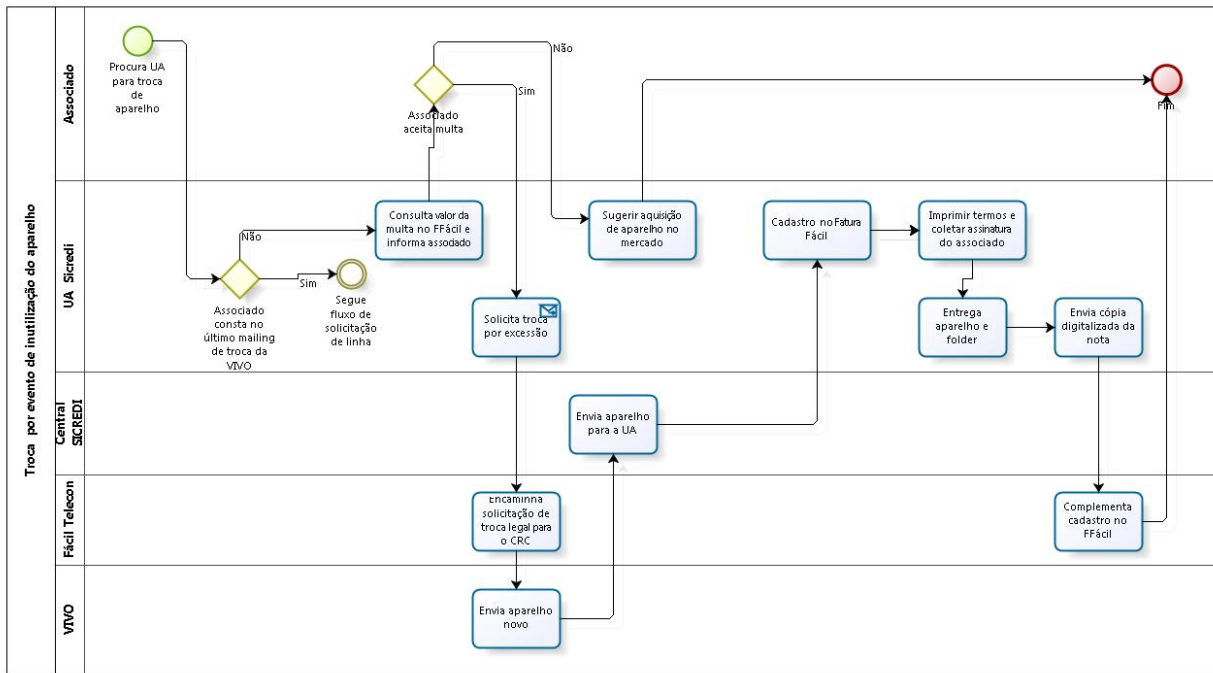 Troca por evento de inutilização do aparelho
Associado
Procura UA
para troca
de
aparelho
Associado
aceita multa
Não
Sim
Fim
UA Sicredi
Não
Sim
Associado
consta no
último mailing
de troca da
VIVO
Segue
fluxo de
solicitação
de linha
Consulta valor da
multa no FFácil e
informa associado
Solicita troca
por excessão
Sugerir aquisição
de aparelho no
mercado
Cadastro no Fatura
Fácil
Imprimir termos e
coletar assinatura
do associado
Entrega
aparelho e
folder
Envia cópia
digitalizada da
nota
Central
SICREDI
Envia aparelho
para a UA
Fácil Telecon
Encaminha
solicitação de
troca legal para
o CRC
Complementa
cadastro no
FFácil
VIVO
Envia aparelho
novo